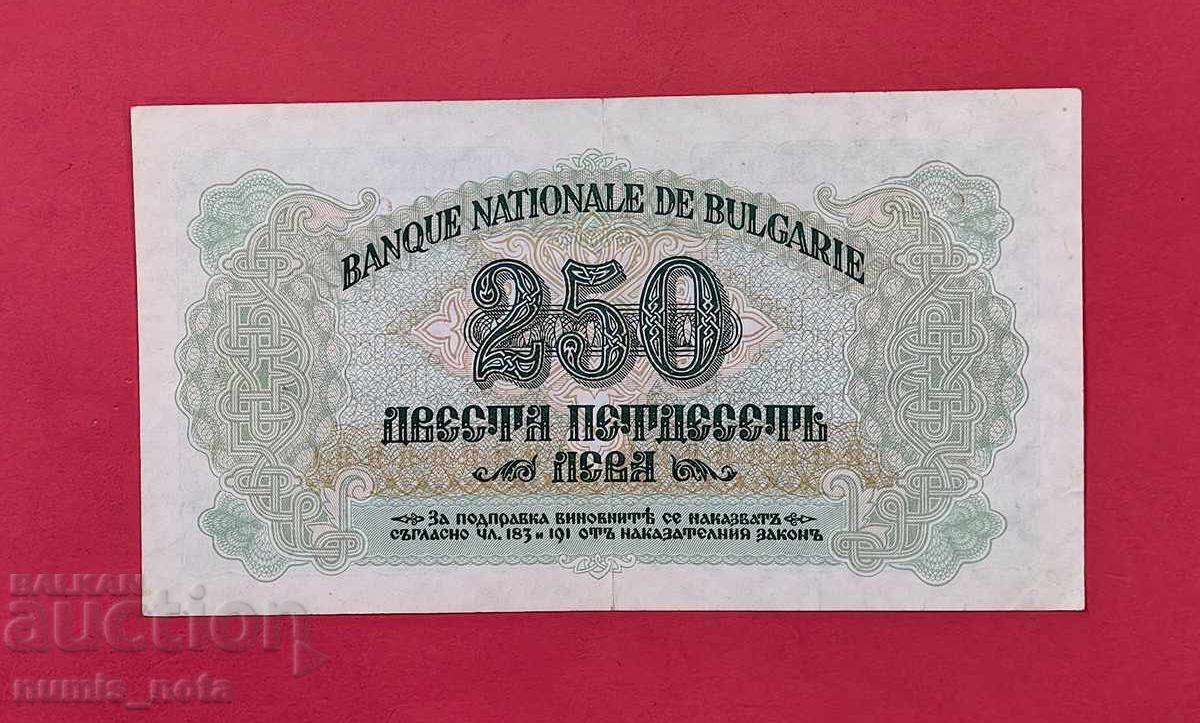 BANQUE NATIONALE DE BULGARIE
250
ДВЕСТА ПЕТДЕСЕТЬ
ЛЕВА
ЗА ПОДПРАВКА ВИНОВНИТѢ СЕ НАКАЗВАТЪ
СЪГЛАСНО ЧЛ. 183 И 191 ОТЪ НАКАЗАТЕЛНИЯ ЗАКОНЪ
BALKAN
auction
numis_nota